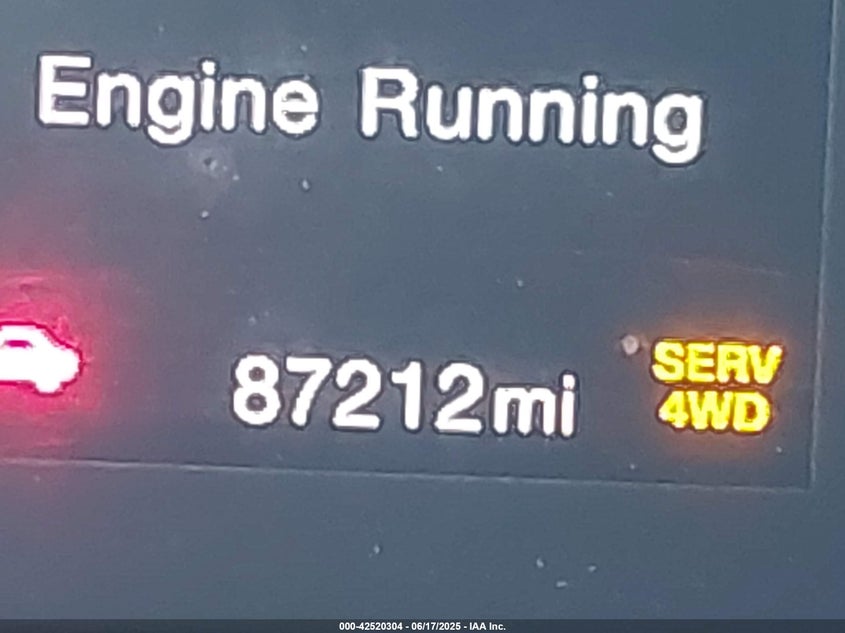 Engine Running
87212mi
SERV
4WD
000-42520304 - 06/17/2025 - IAA Inc.